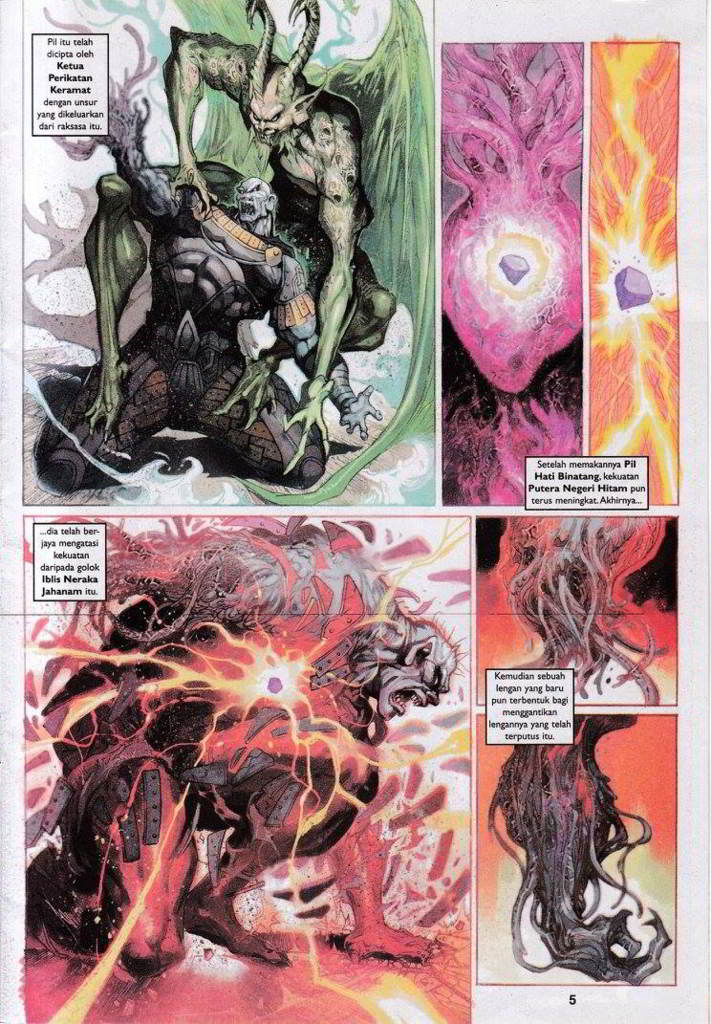 Pil itu telah
dicipta oleh
Ketua
Perikatan
Keramat
dengan unsur
yang dikeluarkan
dari raksasa itu.
Setelah memakannya Pil
Hati Binatang, kekuatan
Putera Negeri Hitam pun
terus meningkat. Akhirnya...
...dia telah ber-
jaya mengatasi
kekuatan
daripada golok
Iblis Neraka
Jahanam itu.
Kemudian sebuah
lengan yang baru
pun terbentuk bagi
menggantikan
lengannya yang telah
terputus itu.
5